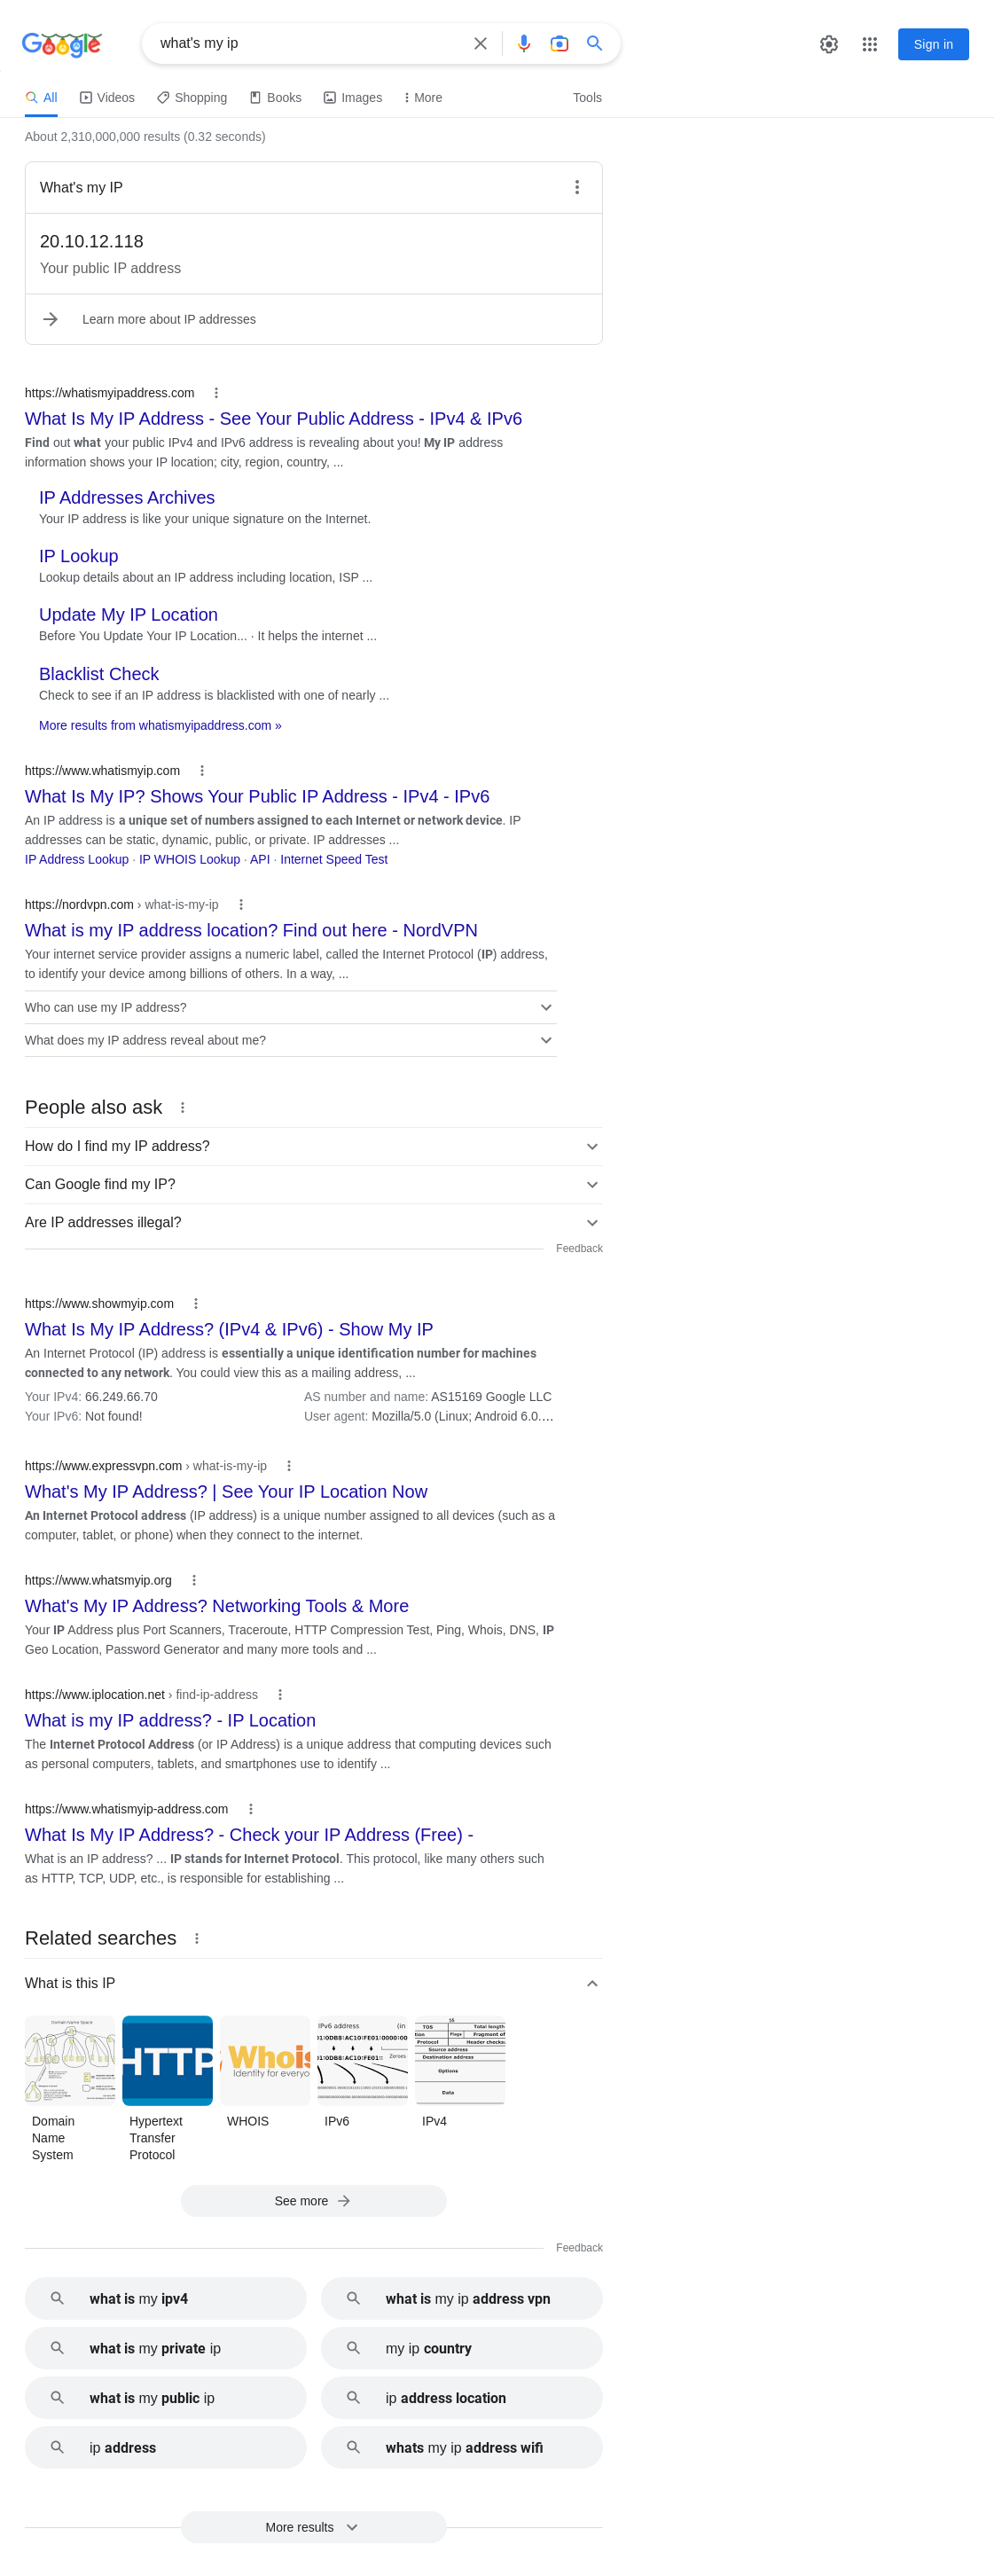 Google
what's my ip
Sign in
All
Videos
Shopping
Books
Images
More
Tools
About 2,310,000,000 results (0.32 seconds)
What's my IP
20.10.12.118
Your public IP address
Learn more about IP addresses
https://whatismyipaddress.com
What Is My IP Address - See Your Public Address - IPv4 & IPv6
Find out what your public IPv4 and IPv6 address is revealing about you! My IP address
information shows your IP location; city, region, country, ...
IP Addresses Archives
Your IP address is like your unique signature on the Internet.
IP Lookup
Lookup details about an IP address including location, ISP ...
Update My IP Location
Before You Update Your IP Location... · It helps the internet ...
Blacklist Check
Check to see if an IP address is blacklisted with one of nearly ...
More results from whatismyipaddress.com »
https://www.whatismyip.com
What Is My IP? Shows Your Public IP Address - IPv4 - IPv6
An IP address is a unique set of numbers assigned to each Internet or network device. IP
addresses can be static, dynamic, public, or private. IP addresses ...
IP Address Lookup · IP WHOIS Lookup · API · Internet Speed Test
https://nordvpn.com › what-is-my-ip
What is my IP address location? Find out here - NordVPN
Your internet service provider assigns a numeric label, called the Internet Protocol (IP) address,
to identify your device among billions of others. In a way, ...
Who can use my IP address?
What does my IP address reveal about me?
People also ask
How do I find my IP address?
Can Google find my IP?
Are IP addresses illegal?
Feedback
https://www.showmyip.com
What Is My IP Address? (IPv4 & IPv6) - Show My IP
An Internet Protocol (IP) address is essentially a unique identification number for machines
connected to any network. You could view this as a mailing address, ...
Your IPv4: 66.249.66.70
AS number and name: AS15169 Google LLC
Your IPv6: Not found!
User agent: Mozilla/5.0 (Linux; Android 6.0....
https://www.expressvpn.com › what-is-my-ip
What's My IP Address? | See Your IP Location Now
An Internet Protocol address (IP address) is a unique number assigned to all devices (such as a
computer, tablet, or phone) when they connect to the internet.
https://www.whatsmyip.org
What's My IP Address? Networking Tools & More
Your IP Address plus Port Scanners, Traceroute, HTTP Compression Test, Ping, Whois, DNS, IP
Geo Location, Password Generator and many more tools and ...
https://www.iplocation.net › find-ip-address
What is my IP address? - IP Location
The Internet Protocol Address (or IP Address) is a unique address that computing devices such
as personal computers, tablets, and smartphones use to identify ...
https://www.whatismyip-address.com
What Is My IP Address? - Check your IP Address (Free) -
What is an IP address? ... IP stands for Internet Protocol. This protocol, like many others such
as HTTP, TCP, UDP, etc., is responsible for establishing ...
Related searches
What is this IP
Domain Name Space
HTTP
Whois
Identity for everyo
IPv6 address (in
Zeroes
16
TOS
Total length
Flags
Fragment of
Protocol
Header checksu
Source address
Destination address
Options
Data
Domain
Name
System
Hypertext
Transfer
Protocol
WHOIS
IPv6
IPv4
See more
Feedback
what is my ipv4
what is my ip address vpn
what is my private ip
my ip country
what is my public ip
ip address location
ip address
whats my ip address wifi
More results